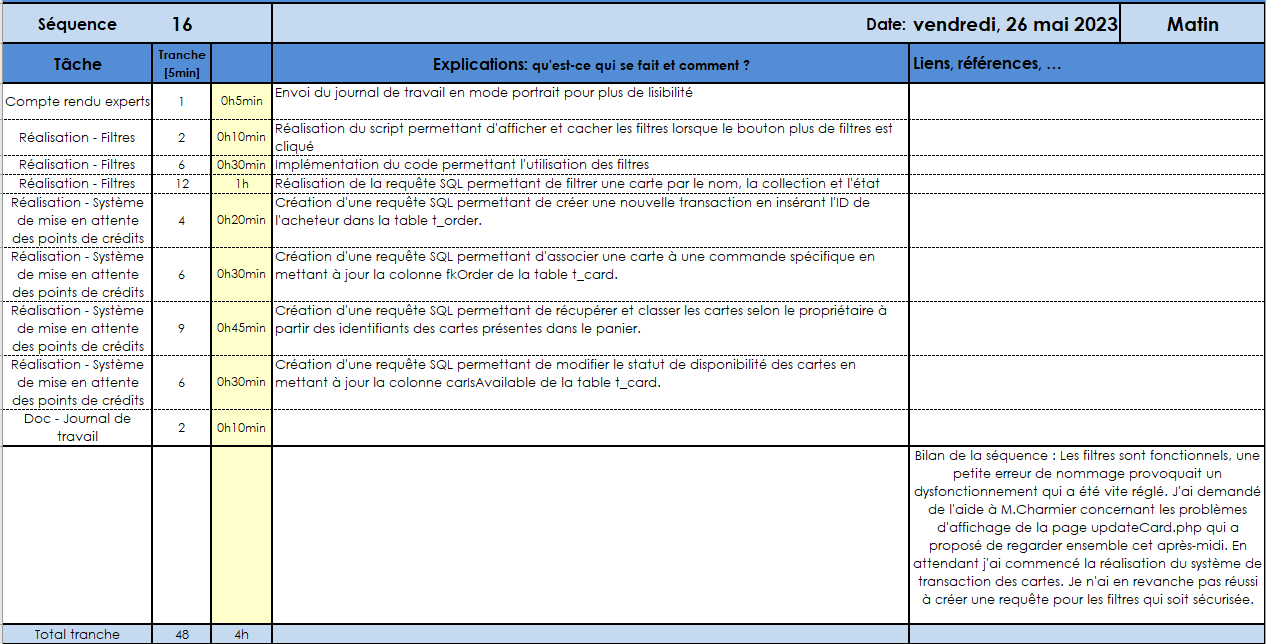 Séquence 16 Date: vendredi, 26 mai 2023 Matin
Tâche Tranche [5min] Explications: qu'est-ce qui se fait et comment ? Liens, références, ...
Compte rendu experts 1 0h5min Envoi du journal de travail en mode portrait pour plus de lisibilité
Réalisation - Filtres 2 0h10min Réalisation du script permettant d'afficher et cacher les filtres lorsque le bouton plus de filtres est
cliqué
Réalisation - Filtres 6 0h30min Implémentation du code permettant l'utilisation des filtres
Réalisation - Filtres 12 1h Réalisation de la requête SQL permettant de filtrer une carte par le nom, la collection et l'état
Réalisation - Système
de mise en attente
des points de crédits
4 0h20min Création d'une requête SQL permettant de créer une nouvelle transaction en insérant l'ID de
l'acheteur dans la table t_order.
Réalisation - Système
de mise en attente
des points de crédits
6 0h30min Création d'une requête SQL permettant d'associer une carte à une commande spécifique en
mettant à jour la colonne fkOrder de la table t_card.
Réalisation - Système
de mise en attente
des points de crédits
9 0h45min Création d'une requête SQL permettant de récupérer et classer les cartes selon le propriétaire à
partir des identifiants des cartes présentes dans le panier.
Réalisation - Système
de mise en attente
des points de crédits
6 0h30min Création d'une requête SQL permettant de modifier le statut de disponibilité des cartes en
mettant à jour la colonne carIsAvailable de la table t_card.
Doc - Journal de
travail
2 0h10min
Bilan de la séquence : Les filtres sont fonctionnels, une
petite erreur de nommage provoquait un
dysfonctionnement qui a été vite réglé. J'ai demandé
de l'aide à M.Charmier concernant les problèmes
d'affichage de la page updateCard.php qui a
proposé de regarder ensemble cet après-midi. En
attendant j'ai commencé la réalisation du système de
transaction des cartes. Je n'ai en revanche pas réussi
à créer une requête pour les filtres qui soit sécurisée.
Total tranche 48 4h